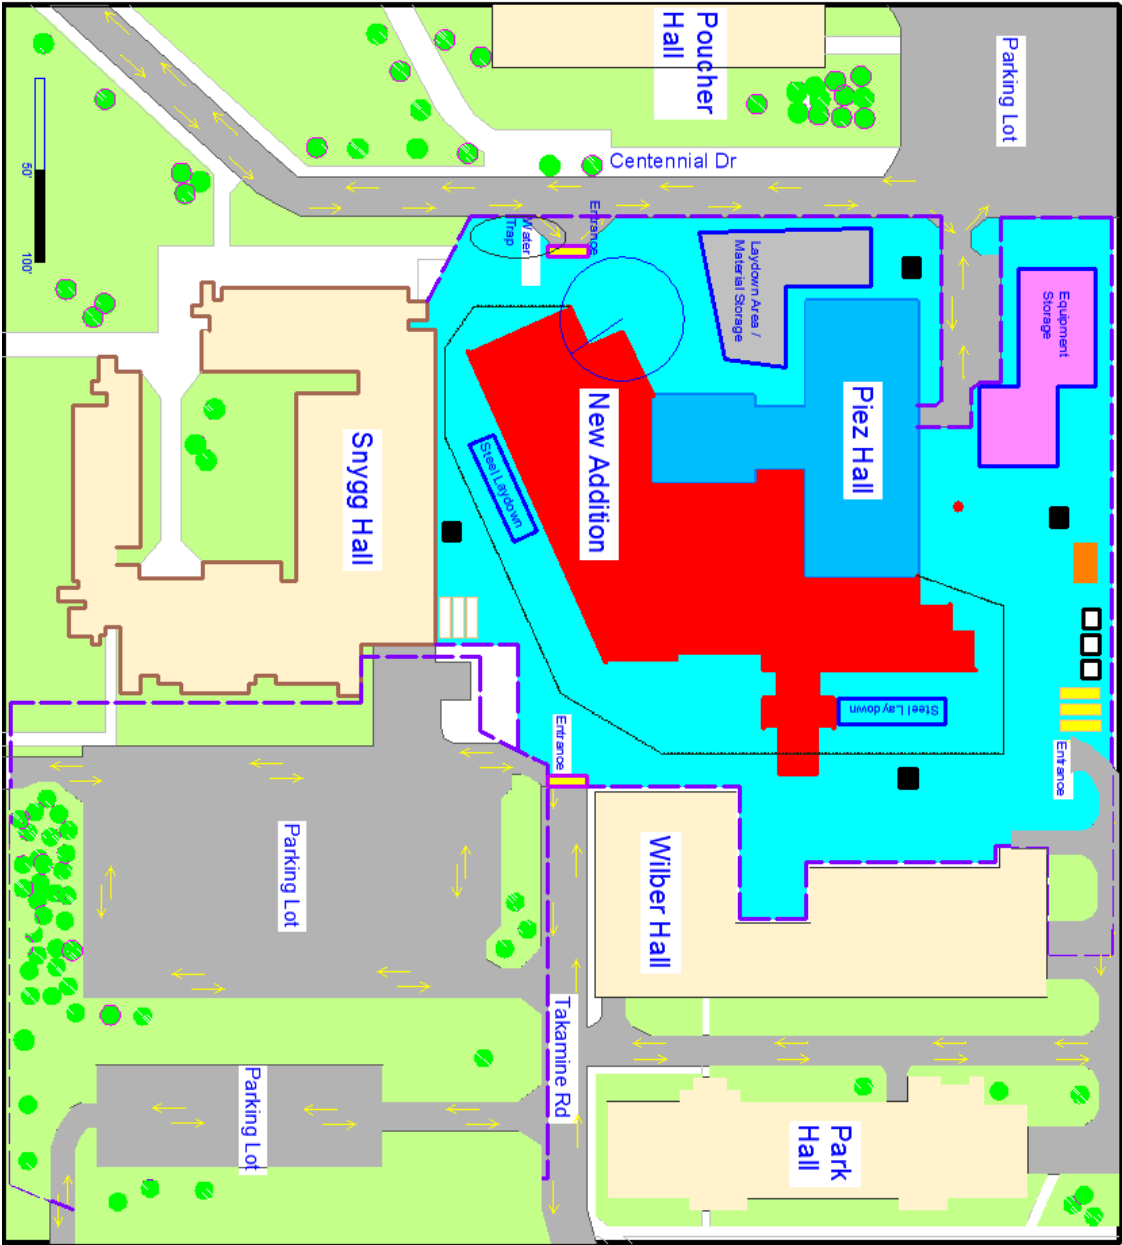 Poucher
Hall
Parking Lot
Centennial Dr
50'
100'
Water
Trap
Entrance
Laydown Area /
Material Storage
Equipment
Storage
Piez Hall
New Addition
Steel Laydown
Snygg Hall
Steel Laydown
Entrance
Entrance
Parking Lot
Wilber Hall
Takamine Rd
Parking Lot
Park
Hall